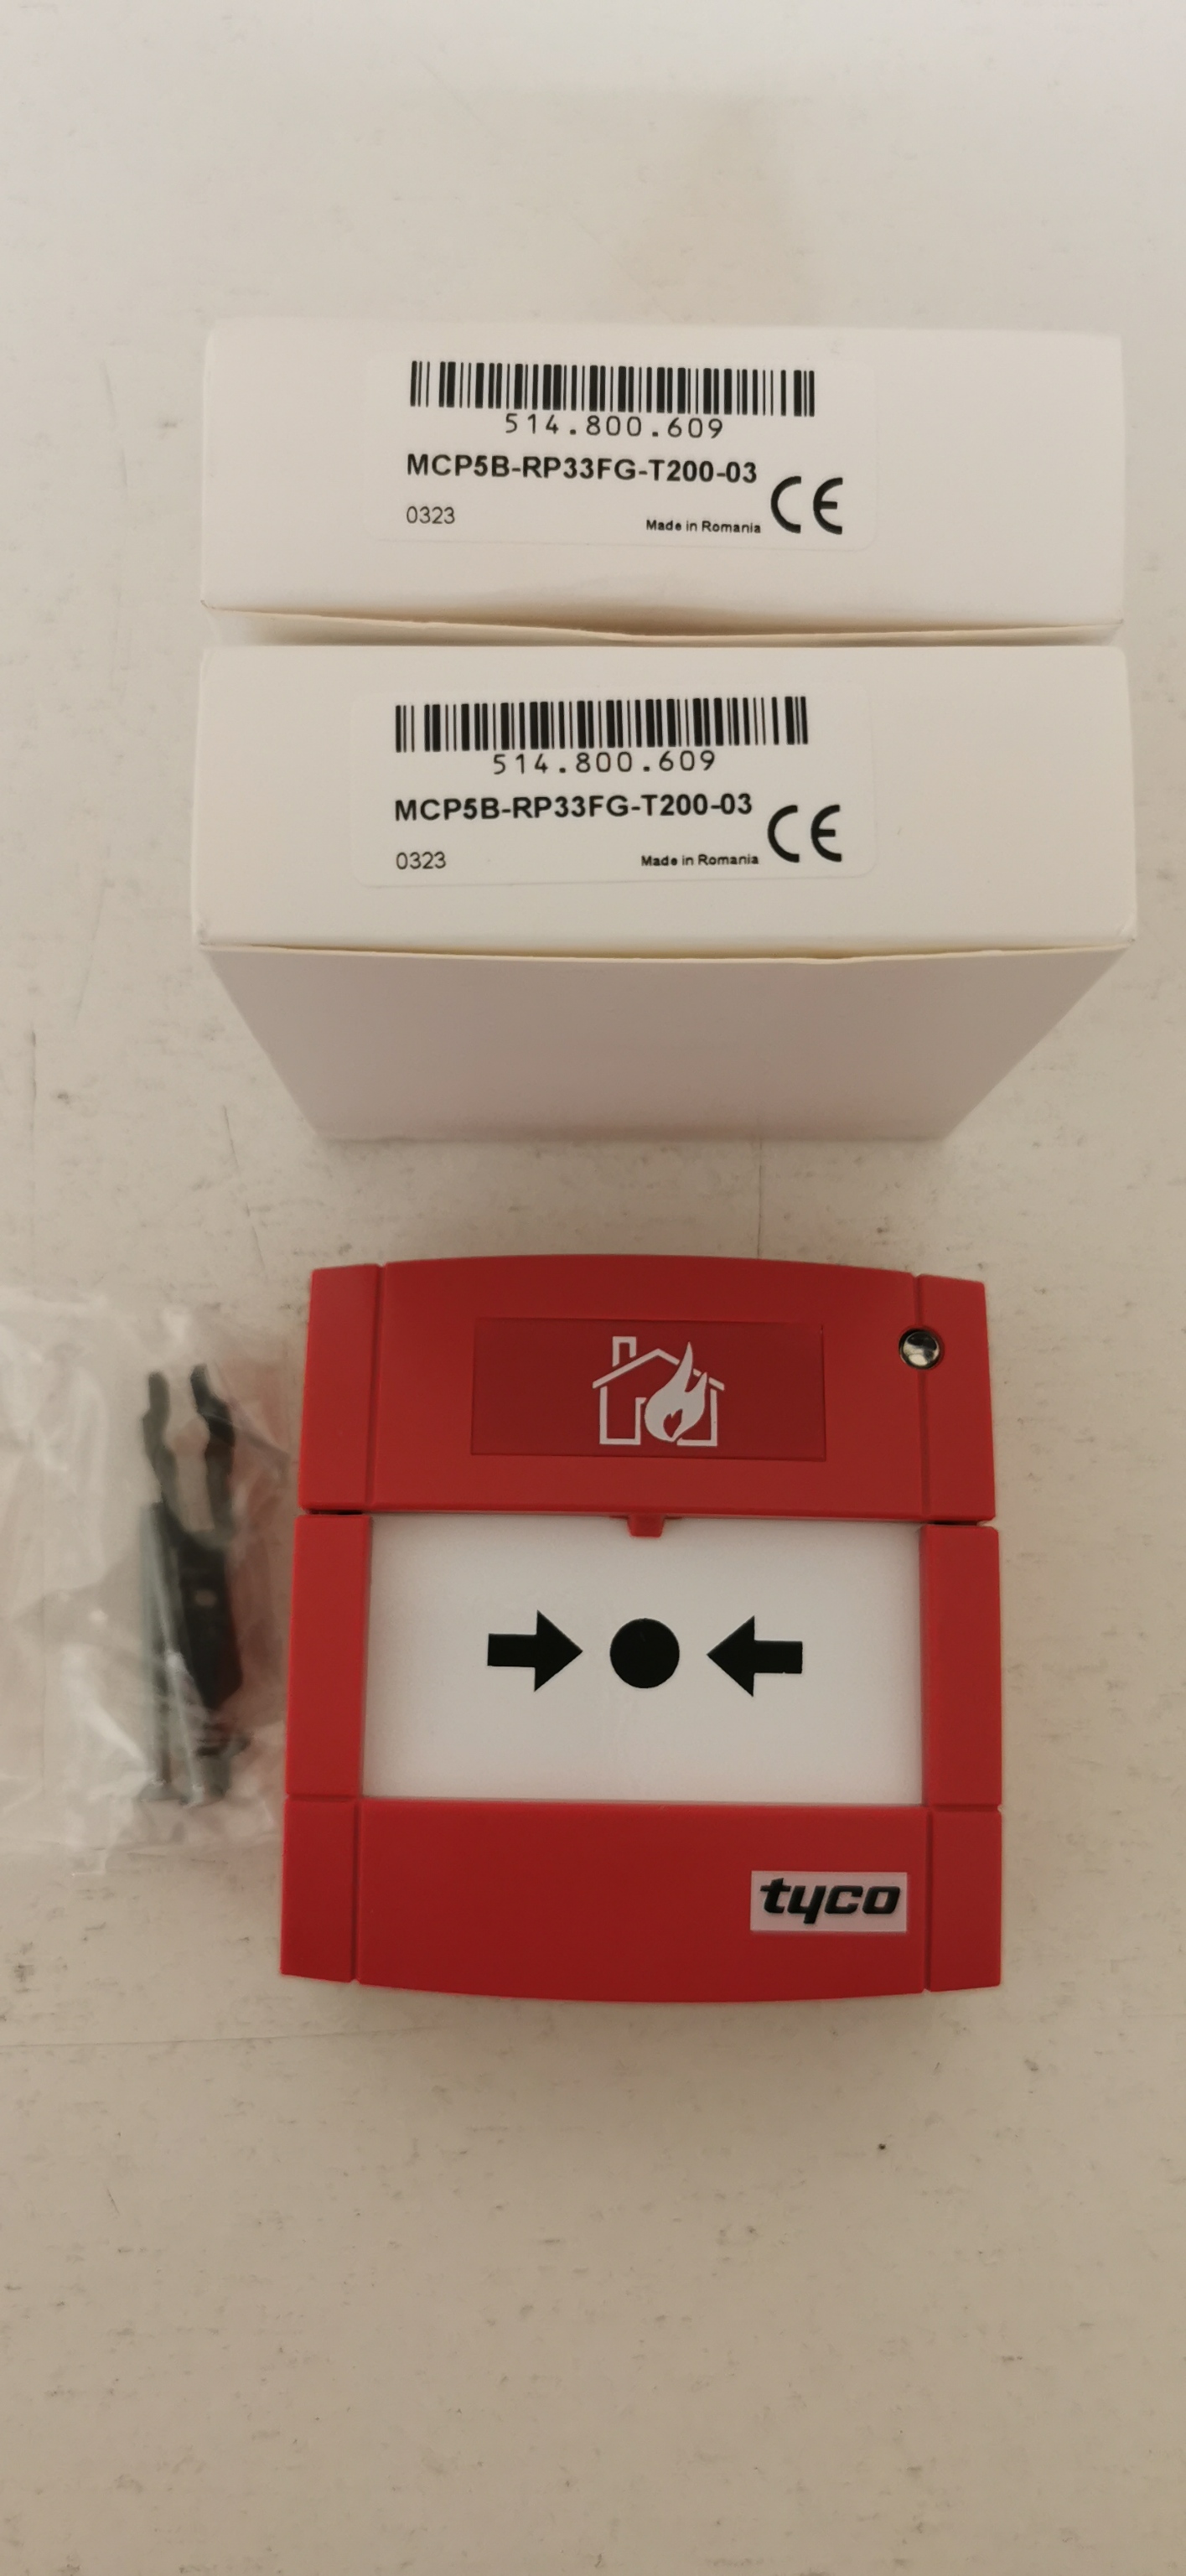 514.800.609
MCP5B-RP33FG-T200-03
0323
Made in Romania
CE
514.800.609
MCP5B-RP33FG-T200-03
0323
Made in Romania
CE
tyco